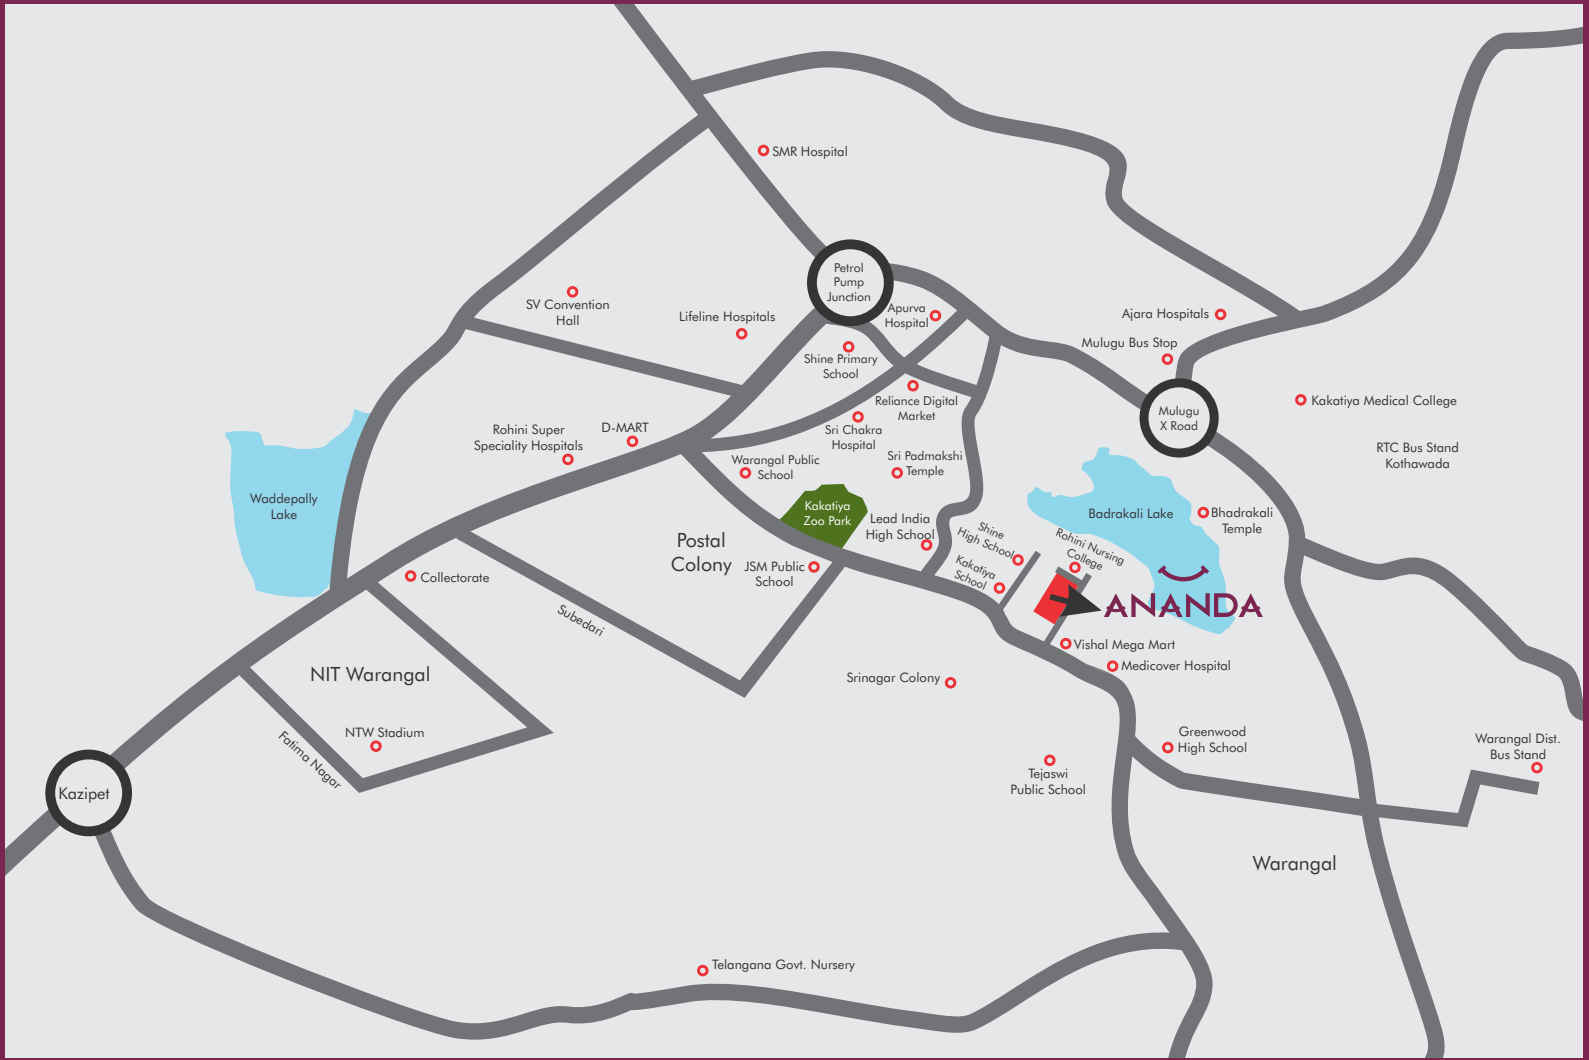 SMR Hospital
Petrol
Pump
Junction
SV Convention
Hall
Lifeline Hospitals
Apurva
Hospital
Ajara Hospitals
Mulugu Bus Stop
Shine Primary
School
Reliance Digital
Market
Kakatiya Medical College
Mulugu
X Road
Rohini Super
Speciality Hospitals
D-MART
Sri Chakra
Hospital
RTC Bus Stand
Kothawada
Warangal Public
School
Sri Padmakshi
Temple
Waddepally
Lake
Kakatiya
Zoo Park
Badrakali Lake
Bhadrakali
Temple
Lead India
High School
Shine
High School
Rohini Nursing
College
Postal
Colony
JSM Public
School
Kakatiya
School
Collectorate
ANANDA
Subedari
Vishal Mega Mart
Medicover Hospital
NIT Warangal
Srinagar Colony
NTW Stadium
Fatima Nagar
Greenwood
High School
Warangal Dist.
Bus Stand
Tejaswi
Public School
Kazipet
Warangal
Telangana Govt. Nursery